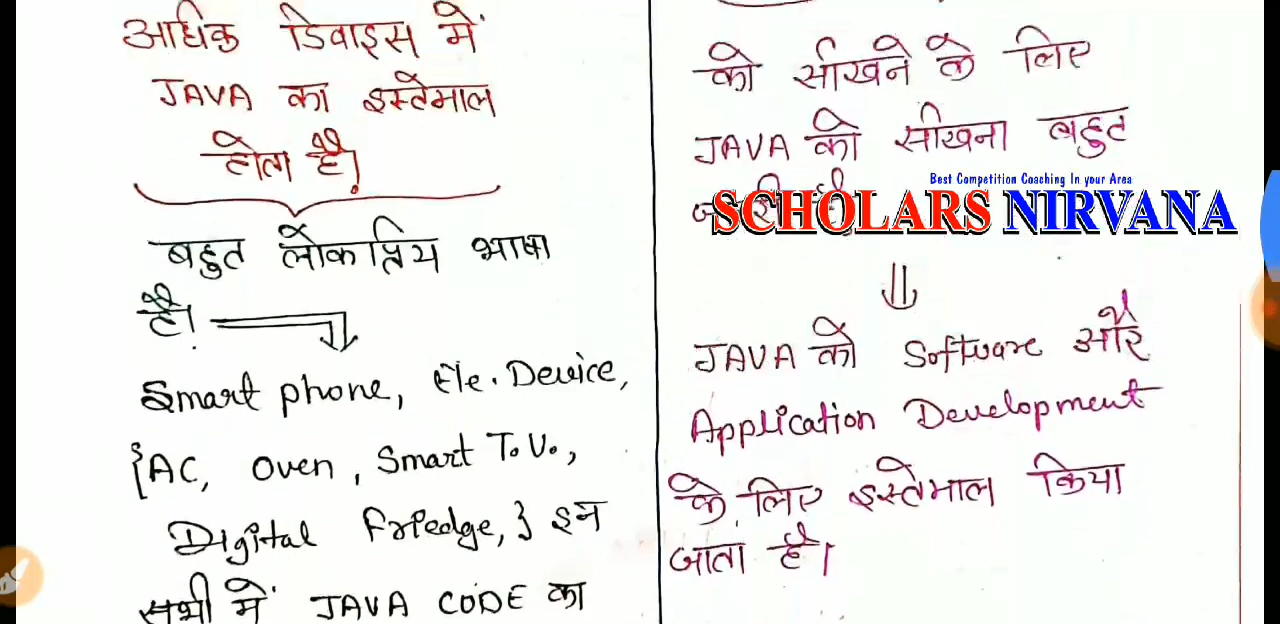 अधिक डिवाइस में
JAVA का इस्तेमाल
होता है।
बहुत लोकप्रिय भाषा
है।
Smart phone, Ele. Device,
{AC, Oven, Smart T.V.,
Digital Friedge, } इन
सभी में JAVA CODE का
को सीखने के लिए
JAVA को सीखना बहुत
Best Competition Coaching In your Area
SCHOLARS NIRVANA
JAVA को Software और
Application Development
के लिए इस्तेमाल किया
जाता है।